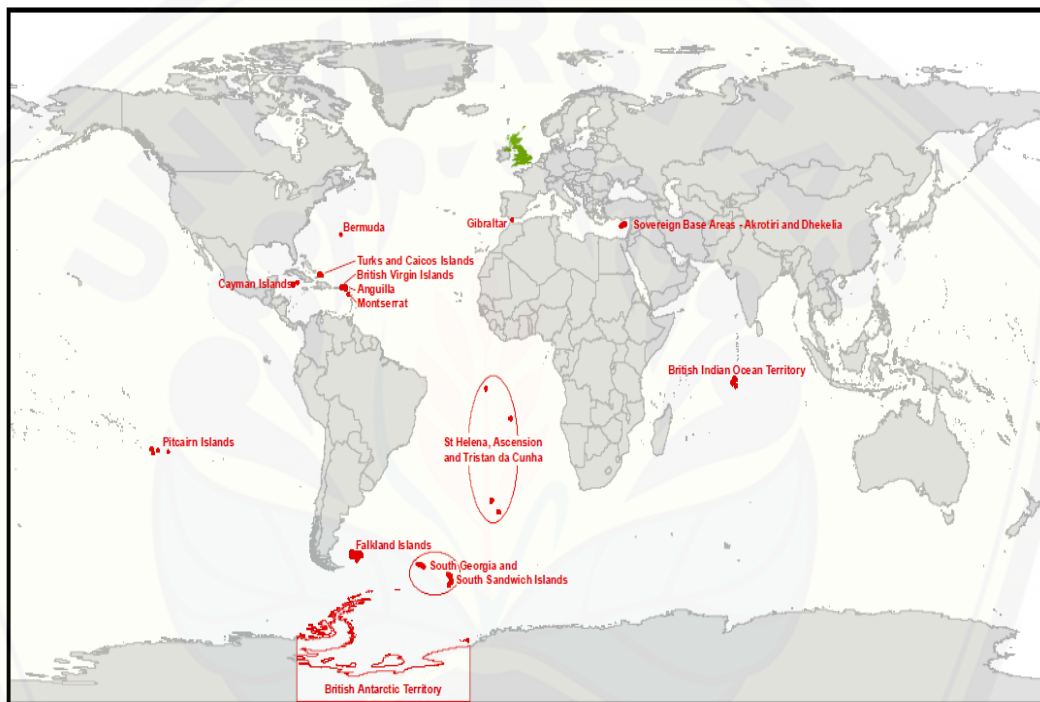 Bermuda
Gibraltar
Sovereign Base Areas - Akrotiri and Dhekelia
Turks and Caicos Islands
British Virgin Islands
Cayman Islands
Anguilla
Montserrat
British Indian Ocean Territory
Pitcairn Islands
St Helena, Ascension
and Tristan da Cunha
Falkland Islands
South Georgia and
South Sandwich Islands
British Antarctic Territory